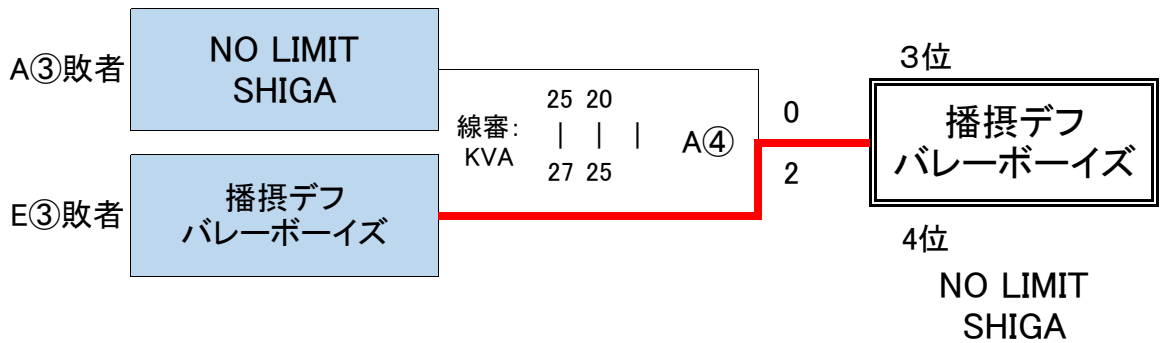 A③敗者
NO LIMIT
SHIGA
E③敗者
播摂デフ
バレーボーイズ
線審：
KVA
25 20
| | |
27 25
A④
0
2
３位
播摂デフ
バレーボーイズ
4位
NO LIMIT
SHIGA